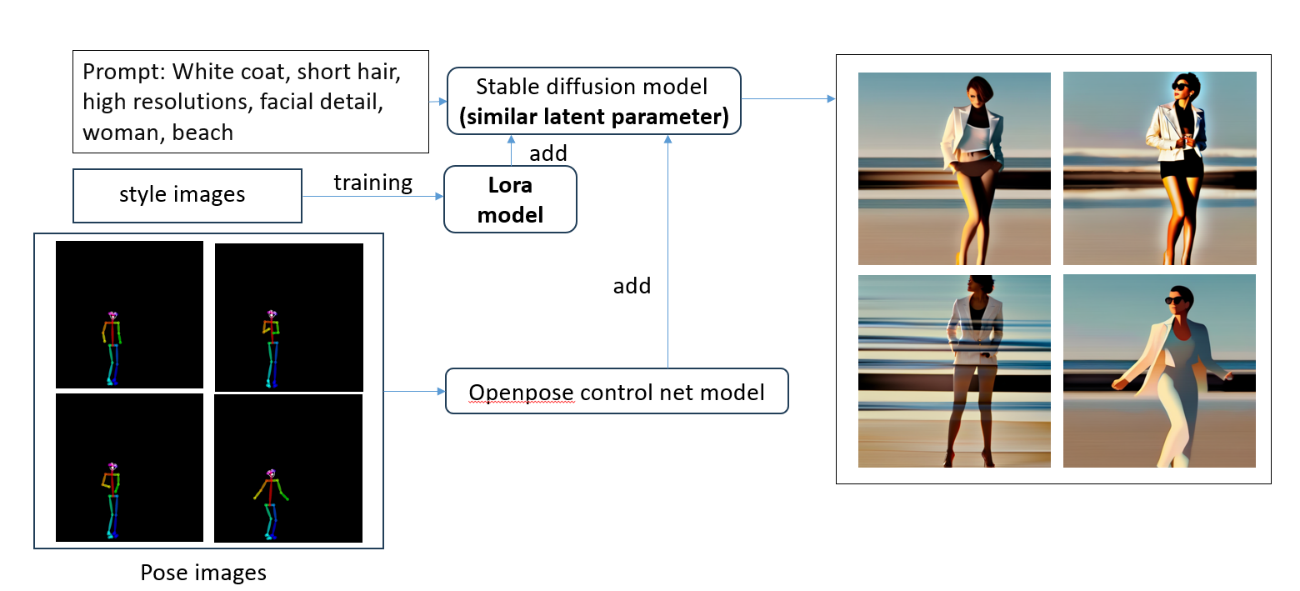 Prompt: White coat, short hair,
high resolutions, facial detail,
woman, beach
Stable diffusion model
(similar latent parameter)
add
style images
training
Lora
model
add
Openpose control net model
Pose images